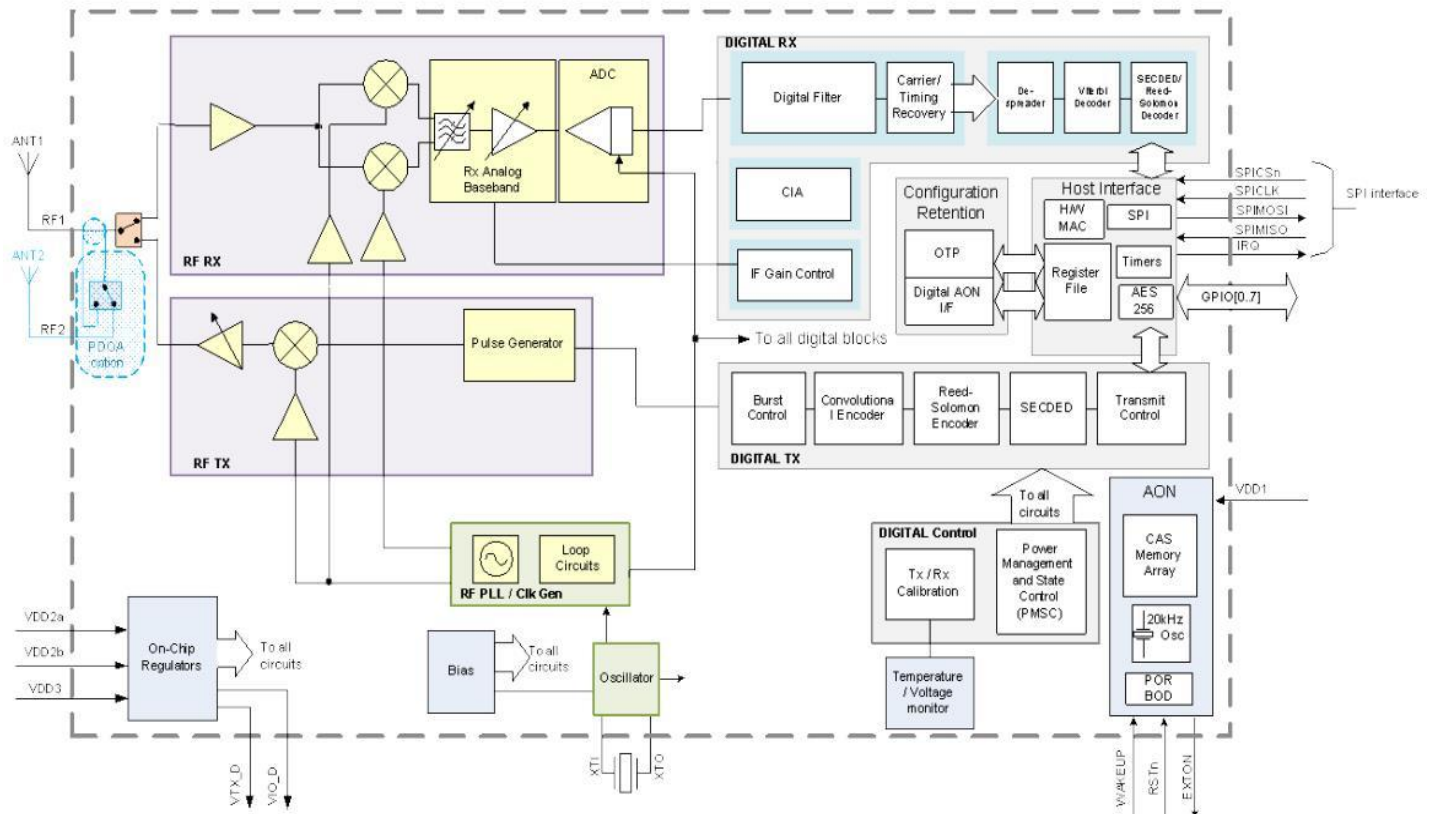 DIGITAL RX
ADC
Digital Filter
Carrier/
Timing
Recovery
De-
spreader
Viterbi
Decoder
SECDED/
Reed-
Solomon
Decoder
ANT1
RF1
ANT2
RF2
PDOA
option
Rx Analog
Baseband
RF RX
CIA
IF Gain Control
Configuration
Retention
OTP
Digital AON
I/F
Host Interface
H/W
MAC
SPI
Register
File
Timers
AES
256
SPICSn
SPICLK
SPIMOSI
SPIMISO
IRQ
SPI interface
GPIO[0..7]
To all digital blocks
Pulse Generator
RF TX
Burst
Control
Convolutiona
l Encoder
Reed-
Solomon
Encoder
SECDED
Transmit
Control
DIGITAL TX
To all
circuits
DIGITAL Control
Tx / Rx
Calibration
Power
Management
and State
Control
(PMSC)
Temperature
/ Voltage
monitor
AON
VDD1
CAS
Memory
Array
20kHz
Osc
POR
BOD
WAKEUP
RSTn
EXTON
Loop
Circuits
RF PLL / Clk Gen
VDD2a
VDD2b
VDD3
On-Chip
Regulators
To all
circuits
VTX_D
VIO_D
Bias
To all
circuits
Oscillator
XTI
XTO